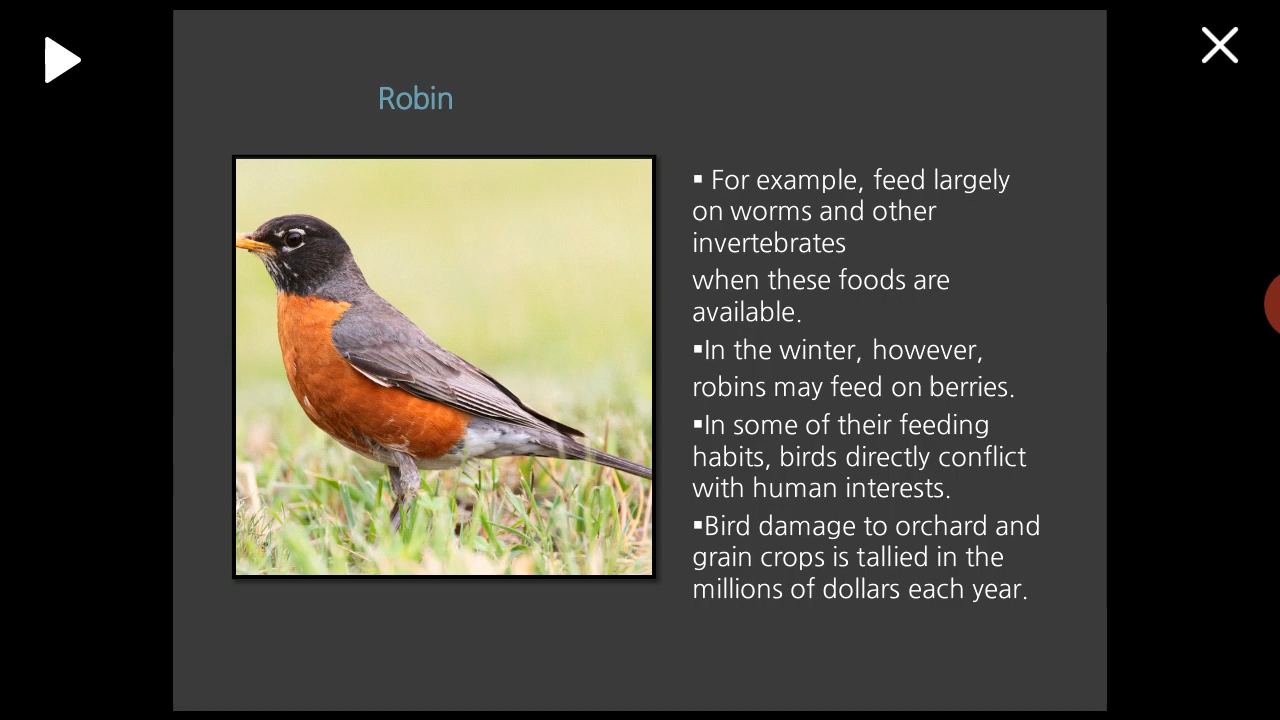 Robin
▪ For example, feed largely
on worms and other
invertebrates
when these foods are
available.
▪In the winter, however,
robins may feed on berries.
▪In some of their feeding
habits, birds directly conflict
with human interests.
▪Bird damage to orchard and
grain crops is tallied in the
millions of dollars each year.